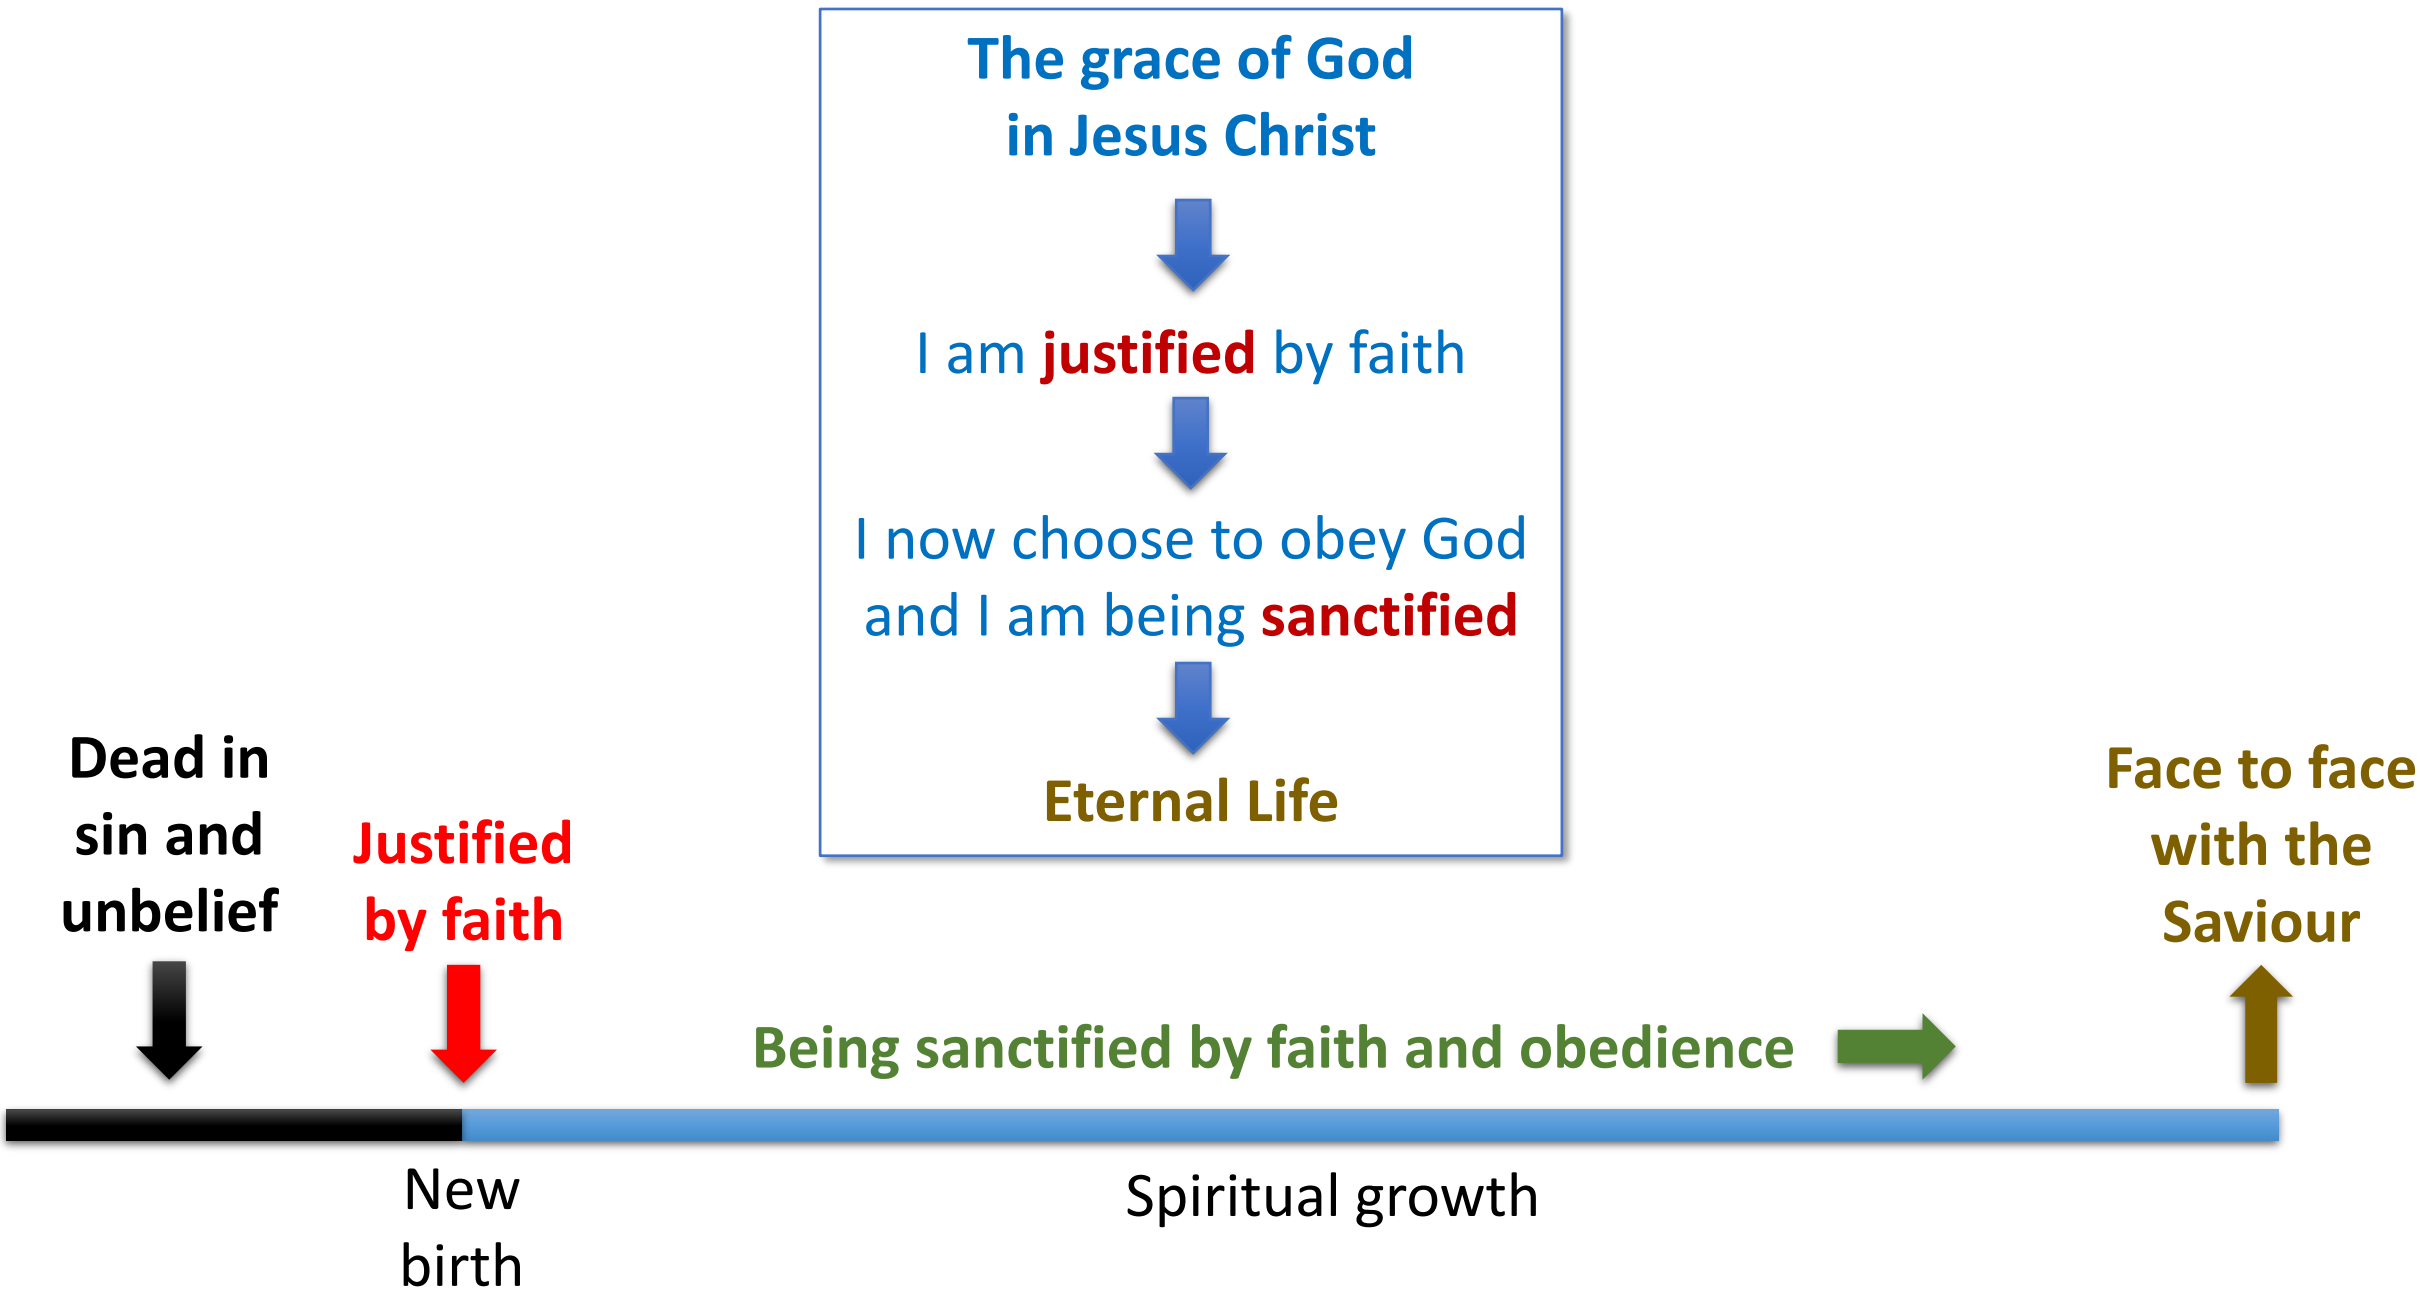 The grace of God
in Jesus Christ
I am justified by faith
I now choose to obey God
and I am being sanctified
Eternal Life
Dead in
sin and
unbelief
Justified
by faith
Being sanctified by faith and obedience
Face to face
with the
Saviour
New
birth
Spiritual growth